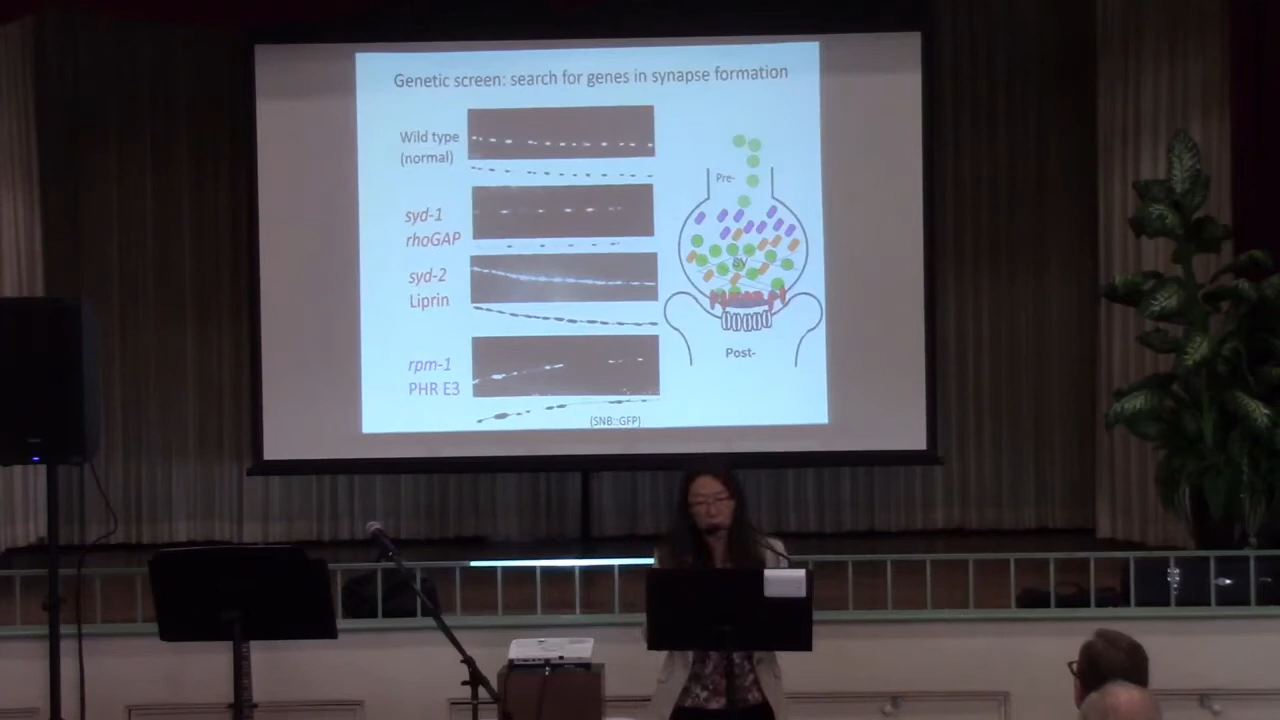 Genetic screen: search for genes in synapse formation
Wild type
(normal)
syd-1
rhoGAP
syd-2
Liprin
rpm-1
PHR E3
(SNB::GFP)
Pre-
SV
Post-